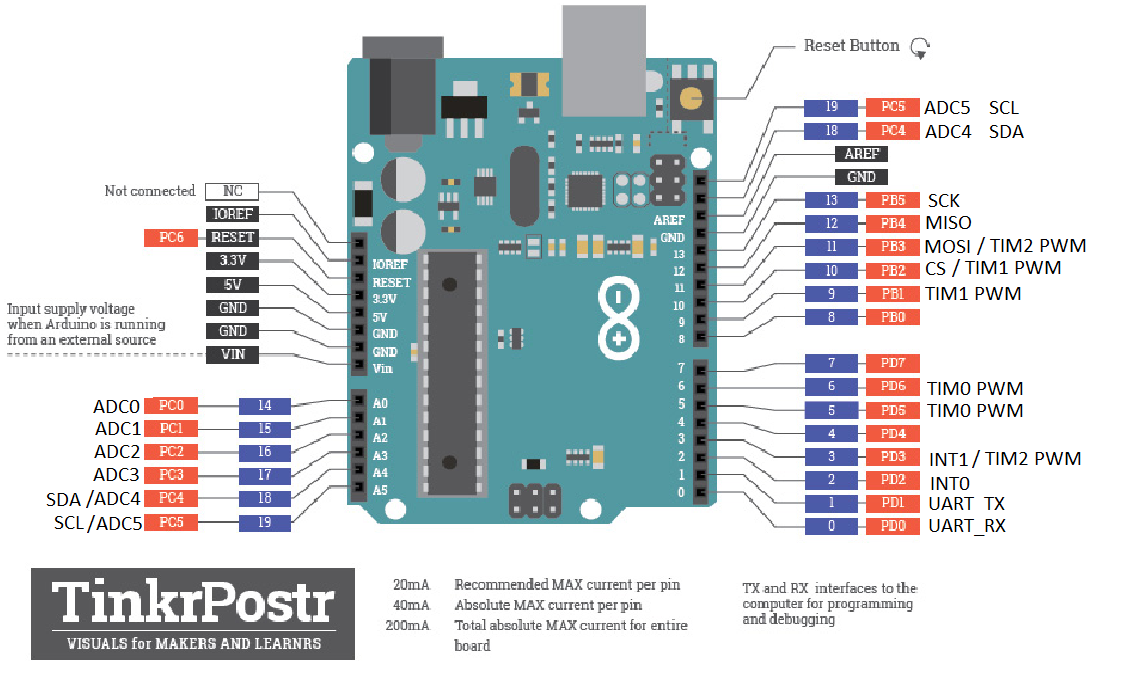 Reset Button
19 PC5 ADC5 SCL
18 PC4 ADC4 SDA
AREF
GND
13 PB5 SCK
12 PB4 MISO
11 PB3 MOSI / TIM2 PWM
10 PB2 CS / TIM1 PWM
9 PB1 TIM1 PWM
8 PB0
7 PD7
6 PD6 TIM0 PWM
5 PD5 TIM0 PWM
4 PD4
3 PD3 INT1 / TIM2 PWM
2 PD2 INT0
1 PD1 UART TX
0 PD0 UART_RX
Not connected NC
IOREF
PC6 RESET
3.3V
5V
GND
GND
VIN
Input supply voltage
when Arduino is running
from an external source
ADC0 PC0 14
ADC1 PC1 15
ADC2 PC2 16
ADC3 PC3 17
SDA /ADC4 PC4 18
SCL /ADC5 PC5 19
IOREF
RESET
3.3V
5V
GND
GND
Vin
A0
A1
A2
A3
A4
A5
AREF
GND
13
12
11
10
9
8
7
6
5
4
3
2
1
0
TinkrPostr
VISUALS for MAKERS AND LEARNRS
20mA Recommended MAX current per pin
40mA Absolute MAX current per pin
200mA Total absolute MAX current for entire
board
TX and RX interfaces to the
computer for programming
and debugging